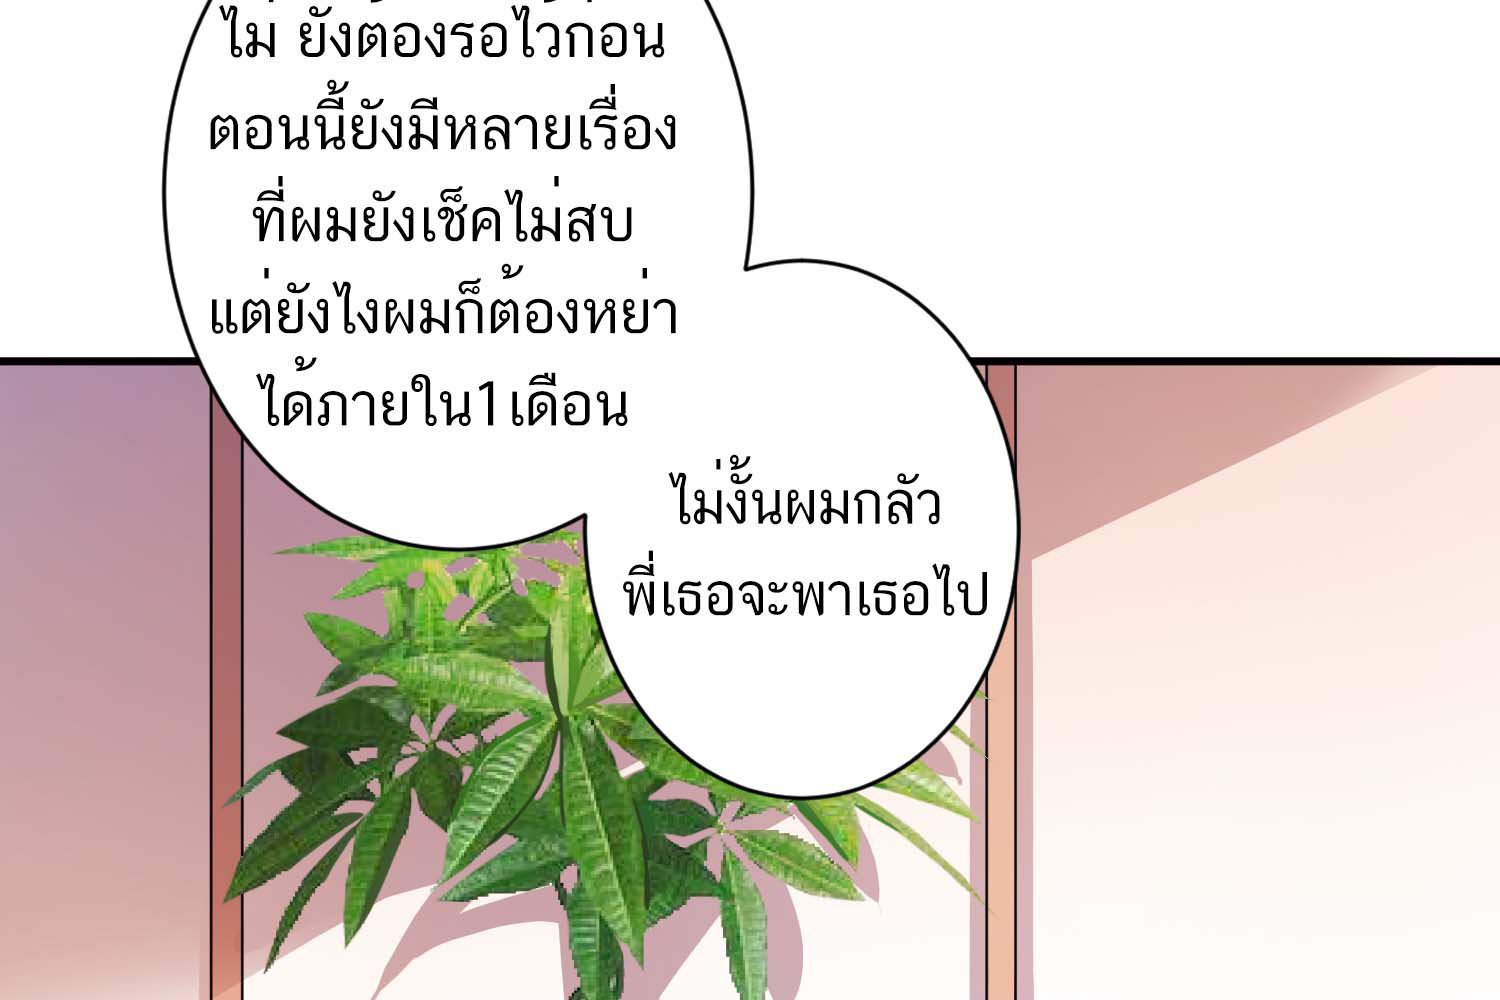 ไม่ ยังต้องรอไว้ก่อน
ตอนนี้ยังมีหลายเรื่อง
ที่ผมยังเช็คไม่สบ
แต่ยังไงผมก็ต้องหย่า
ได้ภายใน1เดือน
ไม่งั้นผมกลัว
พี่เธอจะพาเธอไป